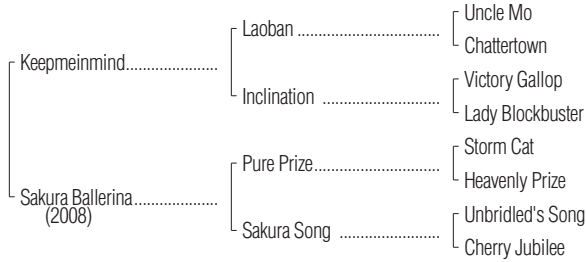 Uncle Mo
Laoban ..............................
Chattertown
Keepmeinmind....................
Victory Gallop
Inclination ..........................
Lady Blockbuster
Storm Cat
Pure Prize..........................
Heavenly Prize
Sakura Ballerina..................
(2008)
Unbridled's Song
Sakura Song .....................
Cherry Jubilee